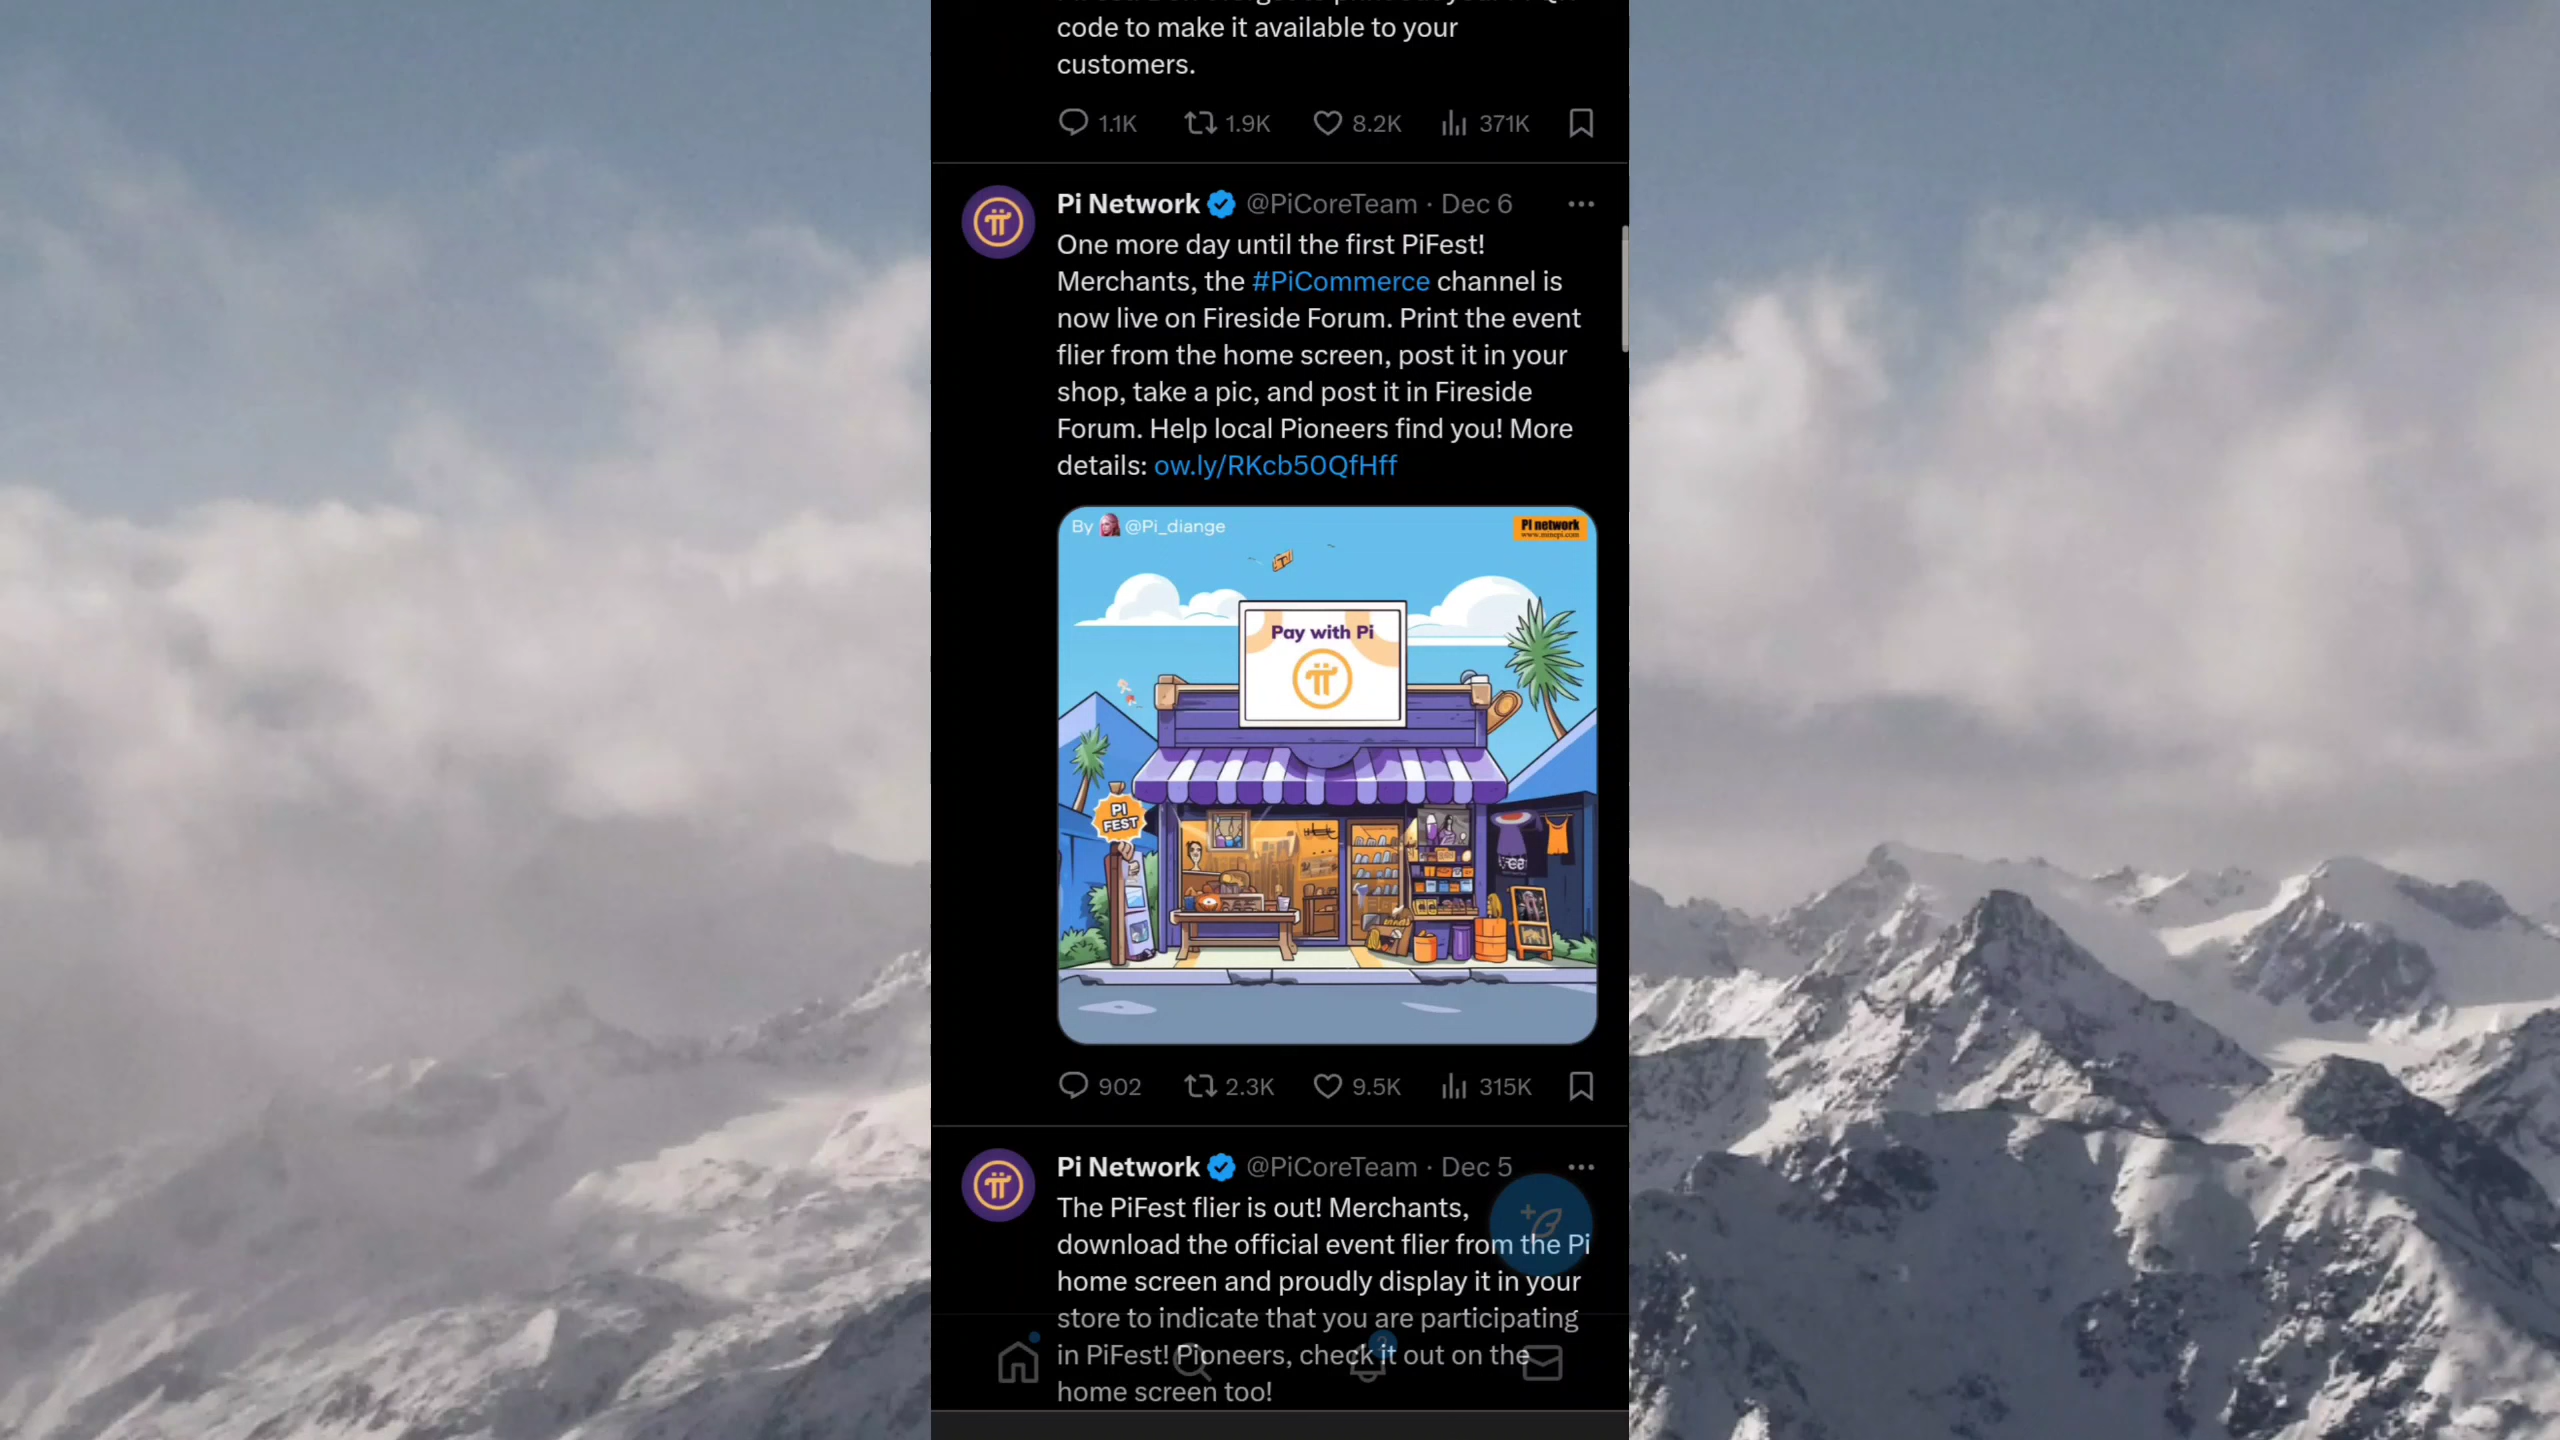 code to make it available to your
customers.
1.1K 1.9K 8.2K 371K
Pi Network @PiCoreTeam · Dec 6
One more day until the first PiFest!
Merchants, the #PiCommerce channel is
now live on Fireside Forum. Print the event
flier from the home screen, post it in your
shop, take a pic, and post it in Fireside
Forum. Help local Pioneers find you! More
details: ow.ly/RKcb50QfHff
By @Pi_diange
PI network
www.minepi.com
Pay with Pi
PI
FEST
902 2.3K 9.5K 315K
Pi Network @PiCoreTeam · Dec 5
The PiFest flier is out! Merchants,
download the official event flier from the Pi
home screen and proudly display it in your
store to indicate that you are participating
in PiFest! Pioneers, check it out on the
home screen too!